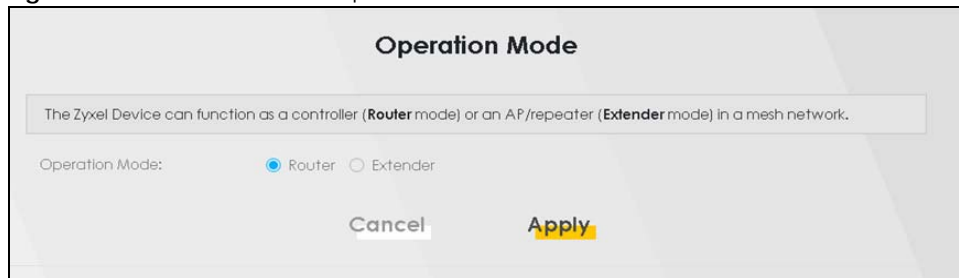 Operation Mode
The Zyxel Device can function as a controller (Router mode) or an AP/repeater (Extender mode) in a mesh network.
Operation Mode: Router Extender
Cancel Apply